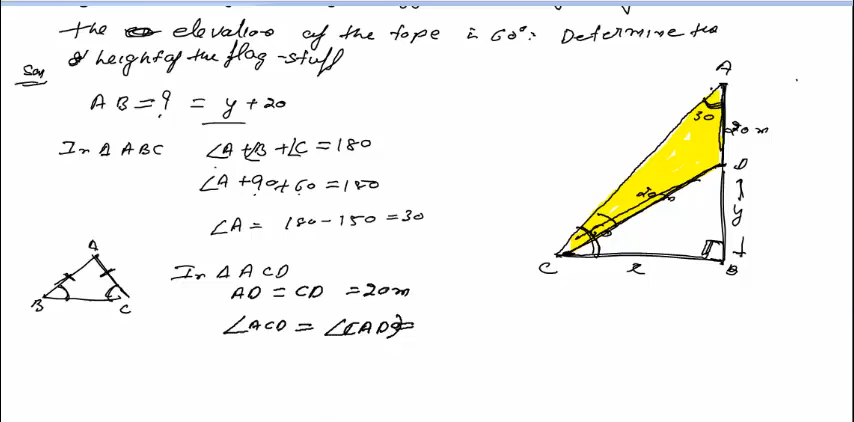 the elevation of the tope is 60°. Determine the
height of the flag-stuff
Soln
AB = ? = y + 20
In Δ ABC ∠A + ∠B + ∠C = 180
∠A + 90 + 60 = 180
∠A = 180 - 150 = 30
In Δ ACD
AD = CD = 20m
∠ACD = ∠CAD =
A
B
C
A
30
20 m
D
y
C
x
B